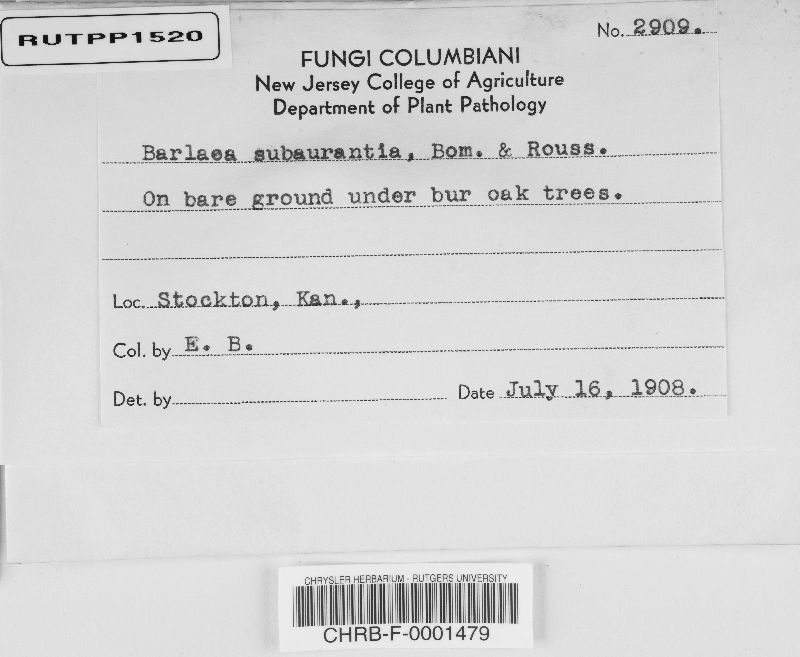 RUTPP1520
No. 2909.
FUNGI COLUMBIANI
New Jersey College of Agriculture
Department of Plant Pathology
Barlaea subaurantia, Bom. & Rouss.
On bare ground under bur oak trees.
Loc. Stockton, Kan.,
Col. by E. B.
Det. by
Date July 16, 1908.
CHRYSLER HERBARIUM - RUTGERS UNIVERSITY
CHRB-F-0001479